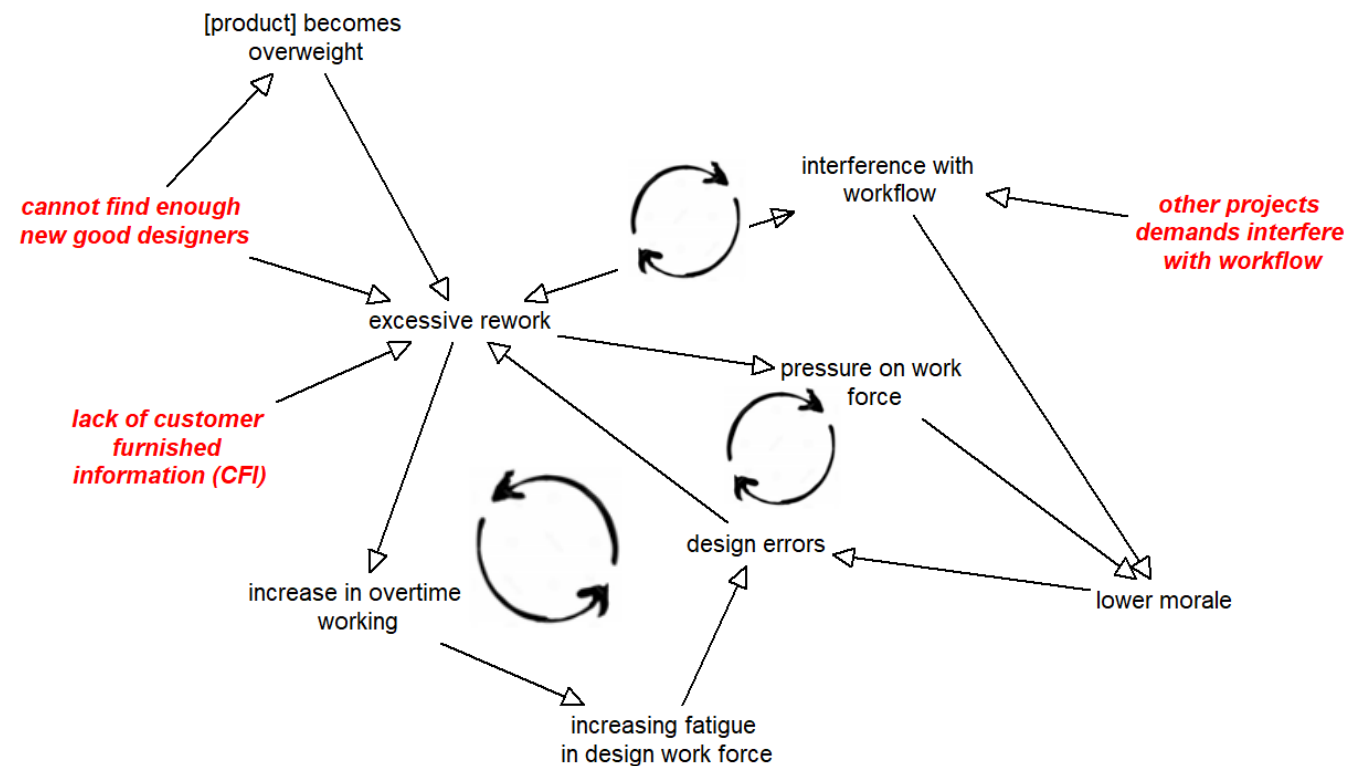 [product] becomes
overweight
interference with
workflow
cannot find enough
new good designers
other projects
demands interfere
with workflow
excessive rework
pressure on work
force
lack of customer
furnished
information (CFI)
design errors
increase in overtime
working
lower morale
increasing fatigue
in design work force